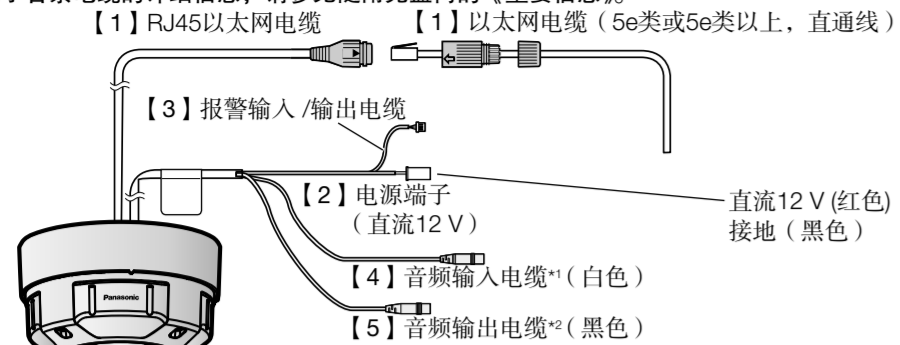 【1】RJ45以太网电缆
【1】以太网电缆（5e类或5e类以上，直通线）
【3】报警输入 /输出电缆
【2】电源端子
（直流12 V）
直流12 V (红色)
接地（黑色）
【4】音频输入电缆*1（白色）
【5】音频输出电缆*2（黑色）
Panasonic